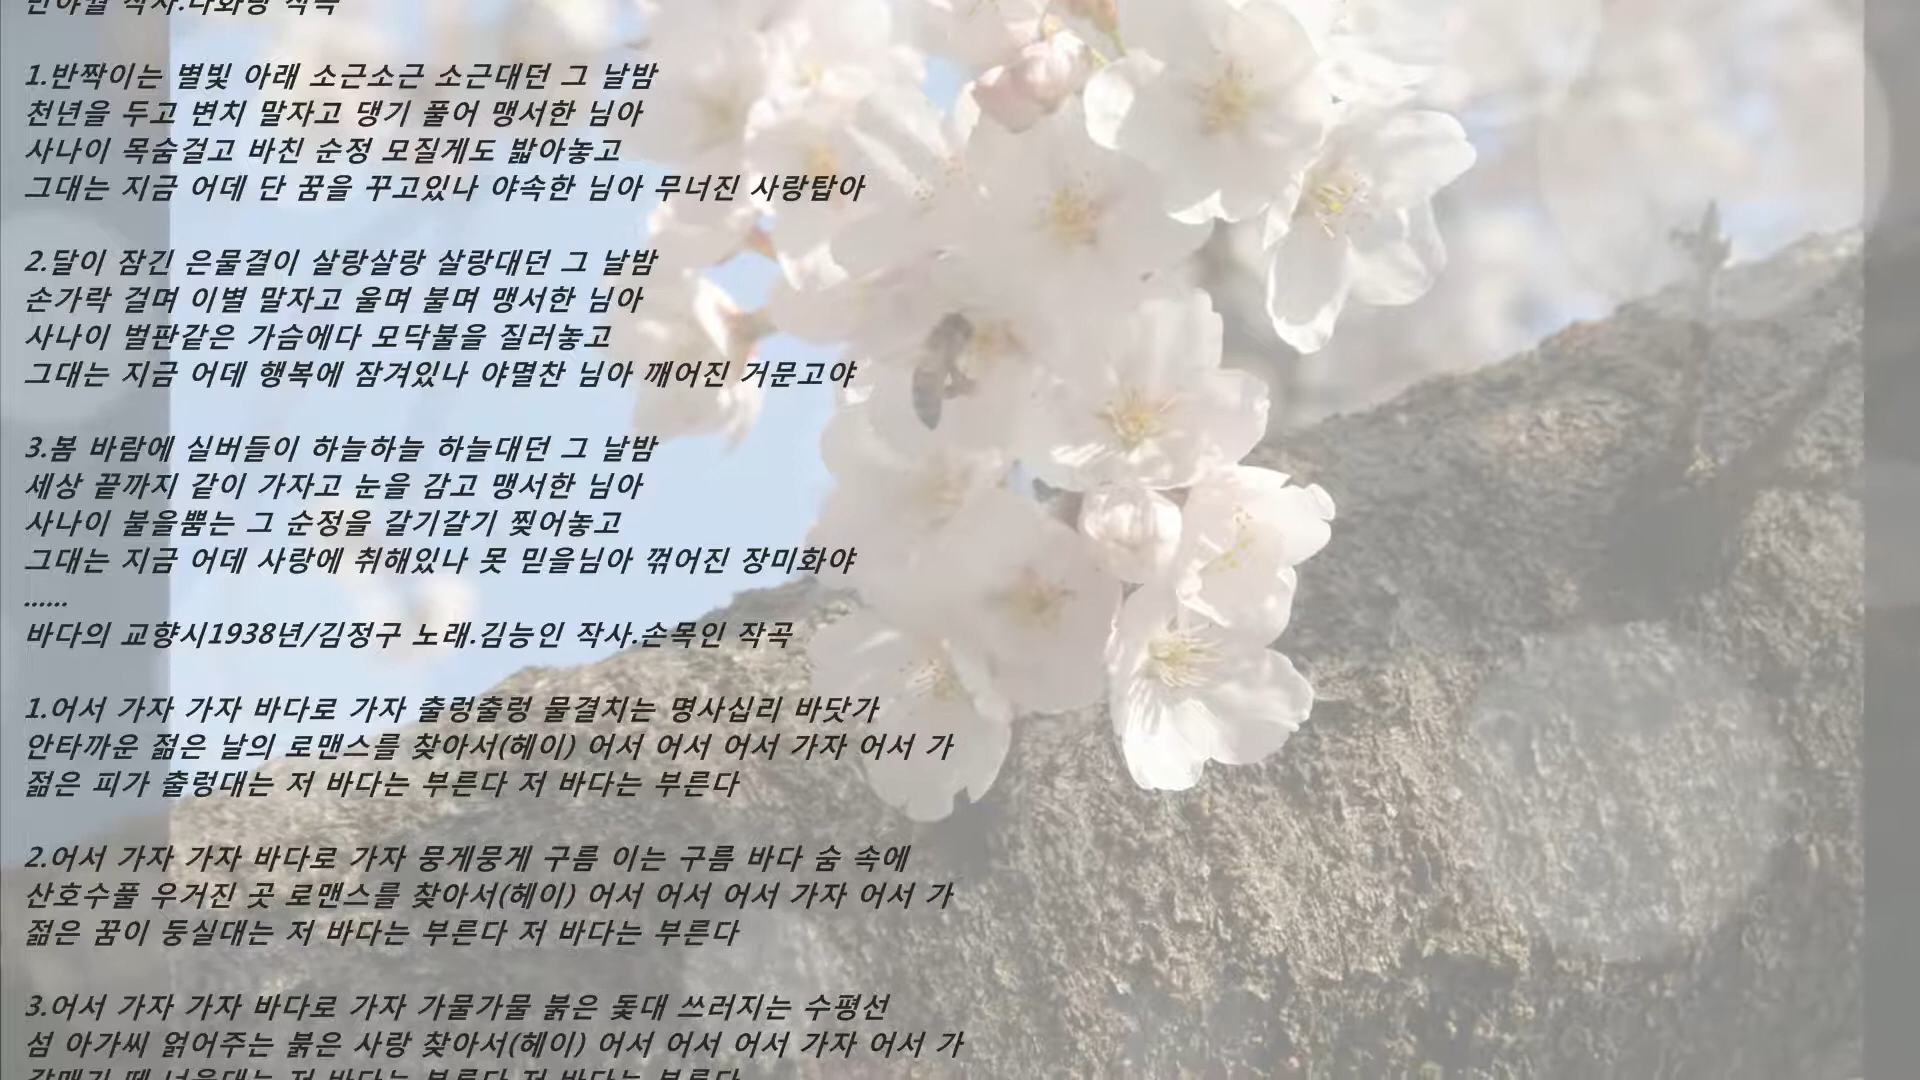 1.반짝이는 별빛 아래 소근소근 소근대던 그 날밤
천년을 두고 변치 말자고 댕기 풀어 맹서한 님아
사나이 목숨걸고 바친 순정 모질게도 밟아놓고
그대는 지금 어데 단 꿈을 꾸고있나 야속한 님아 무너진 사랑탑아
2.달이 잠긴 은물결이 살랑살랑 살랑대던 그 날밤
손가락 걸며 이별 말자고 울며 불며 맹서한 님아
사나이 벌판같은 가슴에다 모닥불을 질러놓고
그대는 지금 어데 행복에 잠겨있나 야멸찬 님아 깨어진 거문고야
3.봄 바람에 실버들이 하늘하늘 하늘대던 그 날밤
세상 끝까지 같이 가자고 눈을 감고 맹서한 님아
사나이 불을뿜는 그 순정을 갈기갈기 찢어놓고
그대는 지금 어데 사랑에 취해있나 못 믿을님아 꺾어진 장미화야
......
바다의 교향시1938년/김정구 노래.김능인 작사.손목인 작곡
1.어서 가자 가자 바다로 가자 출렁출렁 물결치는 명사십리 바닷가
안타까운 젊은 날의 로맨스를 찾아서(헤이) 어서 어서 어서 가자 어서 가
젊은 피가 출렁대는 저 바다는 부른다 저 바다는 부른다
2.어서 가자 가자 바다로 가자 뭉게뭉게 구름 이는 구름 바다 숨 속에
산호수풀 우거진 곳 로맨스를 찾아서(헤이) 어서 어서 어서 가자 어서 가
젊은 꿈이 둥실대는 저 바다는 부른다 저 바다는 부른다
3.어서 가자 가자 바다로 가자 가물가물 붉은 돛대 쓰러지는 수평선
섬 아가씨 얽어주는 붉은 사랑 찾아서(헤이) 어서 어서 어서 가자 어서 가